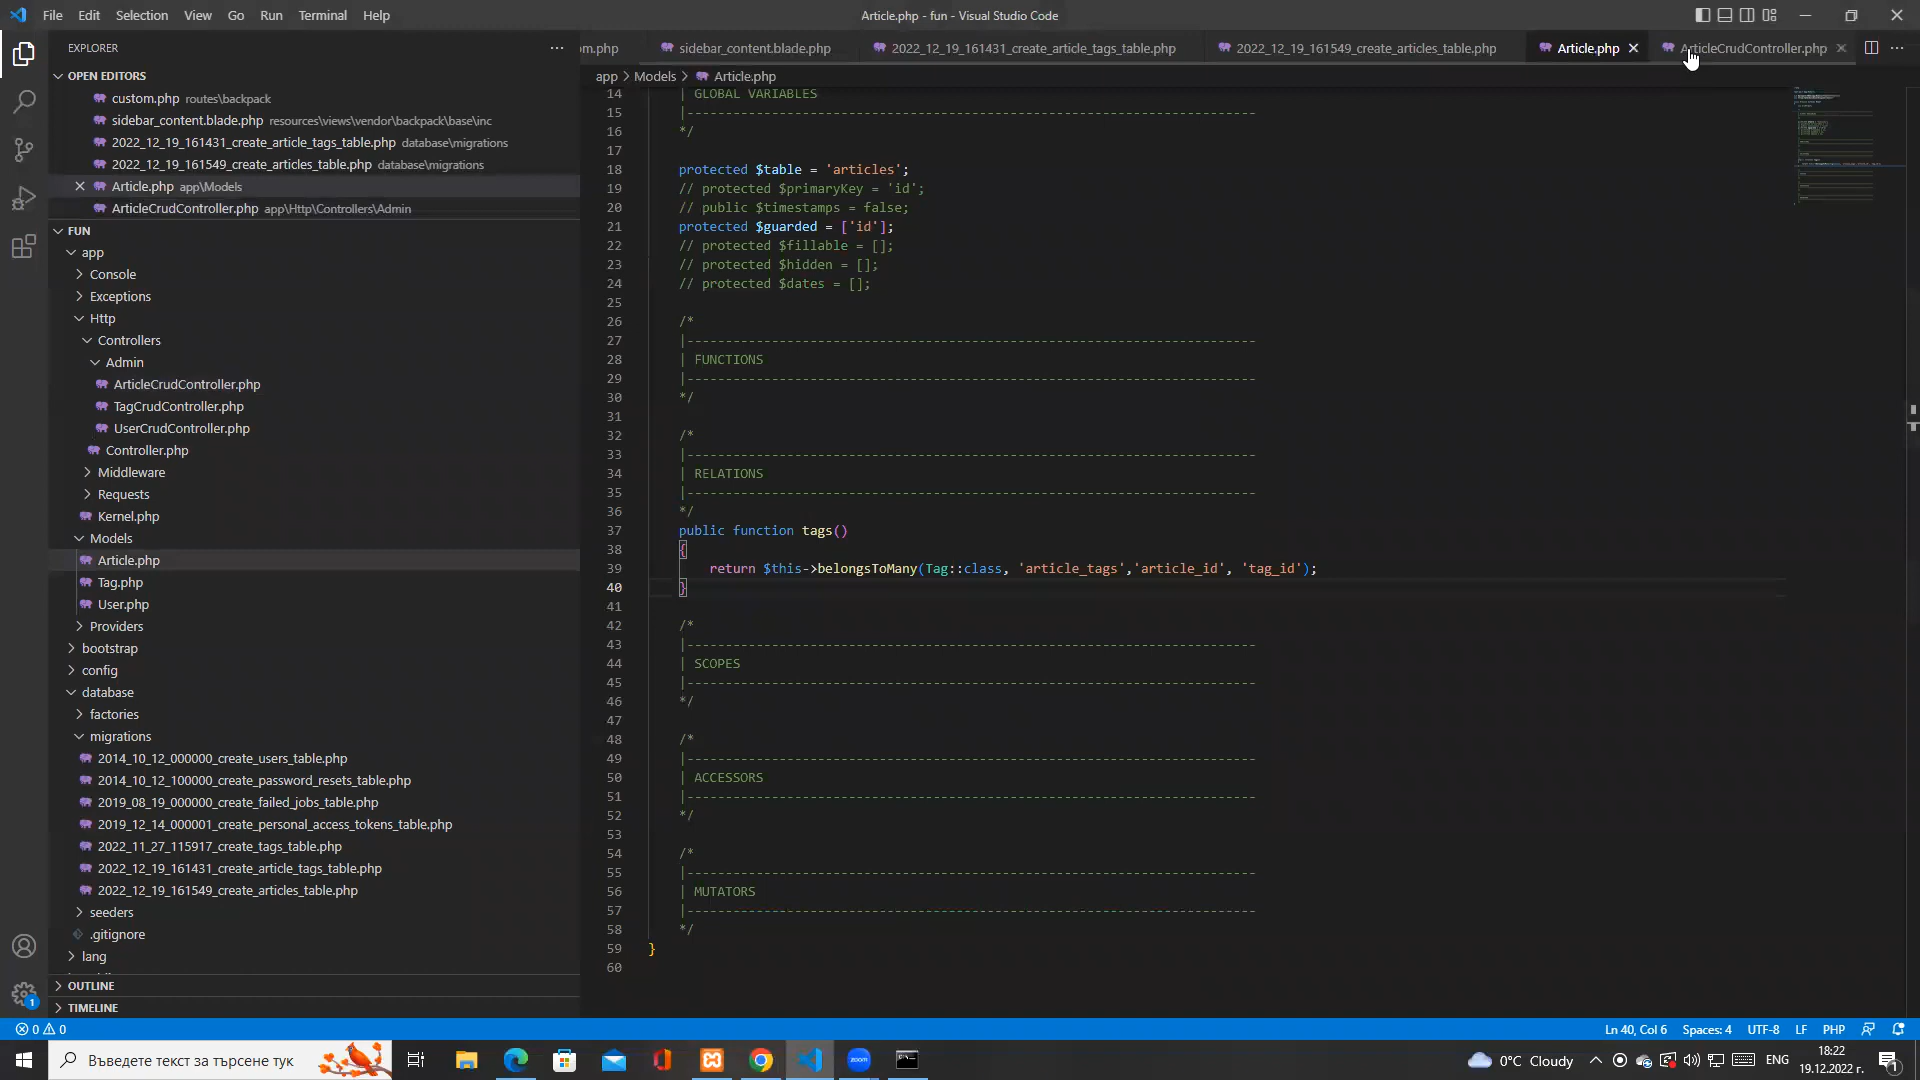 File Edit Selection View Go Run Terminal Help
Article.php - fun - Visual Studio Code
EXPLORER
OPEN EDITORS
custom.php routes\backpack
sidebar_content.blade.php resources\views\vendor\backpack\base\inc
2022_12_19_161431_create_article_tags_table.php database\migrations
2022_12_19_161549_create_articles_table.php database\migrations
Article.php app\Models
ArticleCrudController.php app\Http\Controllers\Admin
FUN
app
Console
Exceptions
Http
Controllers
Admin
ArticleCrudController.php
TagCrudController.php
UserCrudController.php
Controller.php
Middleware
Requests
Kernel.php
Models
Article.php
Tag.php
User.php
Providers
bootstrap
config
database
factories
migrations
2014_10_12_000000_create_users_table.php
2014_10_12_100000_create_password_resets_table.php
2019_08_19_000000_create_failed_jobs_table.php
2019_12_14_000001_create_personal_access_tokens_table.php
2022_11_27_115917_create_tags_table.php
2022_12_19_161431_create_article_tags_table.php
2022_12_19_161549_create_articles_table.php
seeders
.gitignore
lang
OUTLINE
TIMELINE
om.php sidebar_content.blade.php 2022_12_19_161431_create_article_tags_table.php 2022_12_19_161549_create_articles_table.php Article.php ArticleCrudController.php
app > Models > Article.php
14 | GLOBAL VARIABLES
15 |--------------------------------------------------------------------------
16 */
17
18 protected $table = 'articles';
19 // protected $primaryKey = 'id';
20 // public $timestamps = false;
21 protected $guarded = ['id'];
22 // protected $fillable = [];
23 // protected $hidden = [];
24 // protected $dates = [];
25
26 /*
27 |--------------------------------------------------------------------------
28 | FUNCTIONS
29 |--------------------------------------------------------------------------
30 */
31
32 /*
33 |--------------------------------------------------------------------------
34 | RELATIONS
35 |--------------------------------------------------------------------------
36 */
37 public function tags()
38 {
39 return $this->belongsToMany(Tag::class, 'article_tags','article_id', 'tag_id');
40 }
41
42 /*
43 |--------------------------------------------------------------------------
44 | SCOPES
45 |--------------------------------------------------------------------------
46 */
47
48 /*
49 |--------------------------------------------------------------------------
50 | ACCESSORS
51 |--------------------------------------------------------------------------
52 */
53
54 /*
55 |--------------------------------------------------------------------------
56 | MUTATORS
57 |--------------------------------------------------------------------------
58 */
59 }
60
1
0 0
Ln 40, Col 6 Spaces: 4 UTF-8 LF PHP
Въведете текст за търсене тук
zoom
0°C Cloudy
ENG
18:22
19.12.2022 г.
1